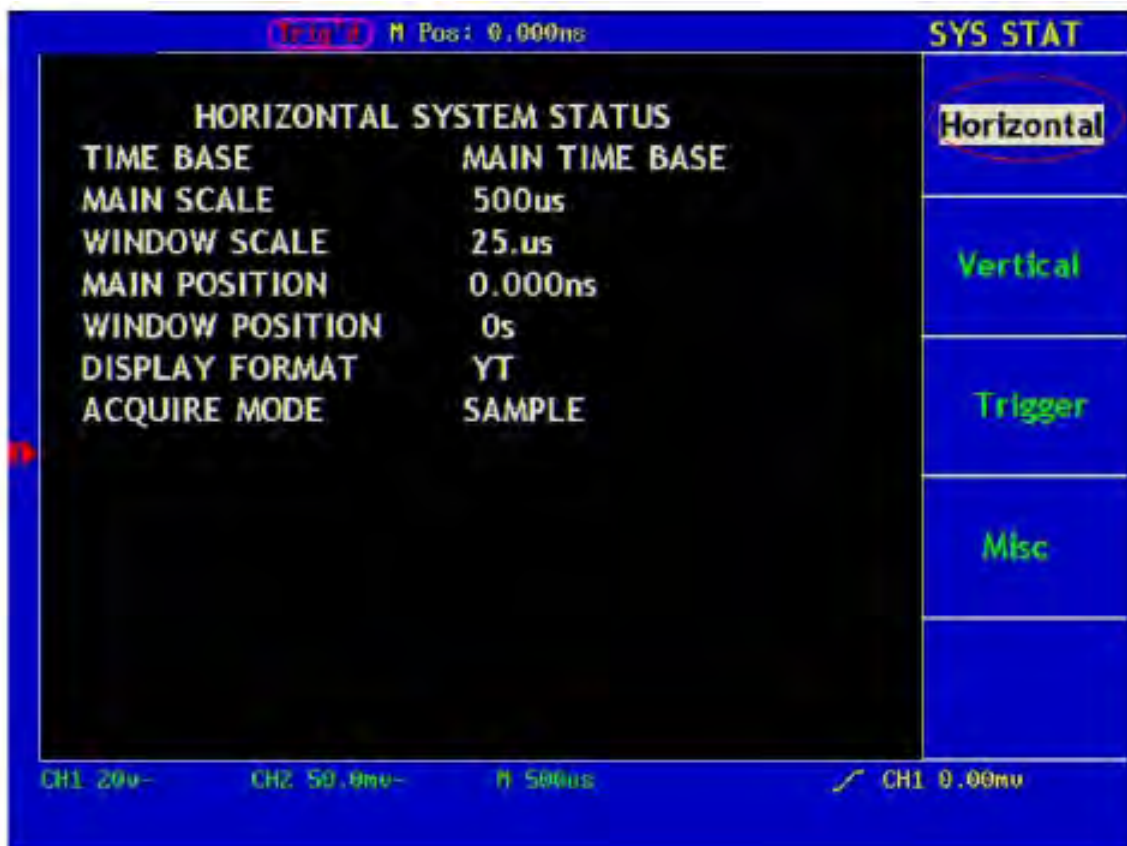 Trig'd M Pos: 0.000ns
SYS STAT
HORIZONTAL SYSTEM STATUS
TIME BASE MAIN TIME BASE
MAIN SCALE 500us
WINDOW SCALE 25.us
MAIN POSITION 0.000ns
WINDOW POSITION 0s
DISPLAY FORMAT YT
ACQUIRE MODE SAMPLE
Horizontal
Vertical
Trigger
Misc
CH1 20v~ CH2 50.0mv~ M 500us CH1 0.00mv